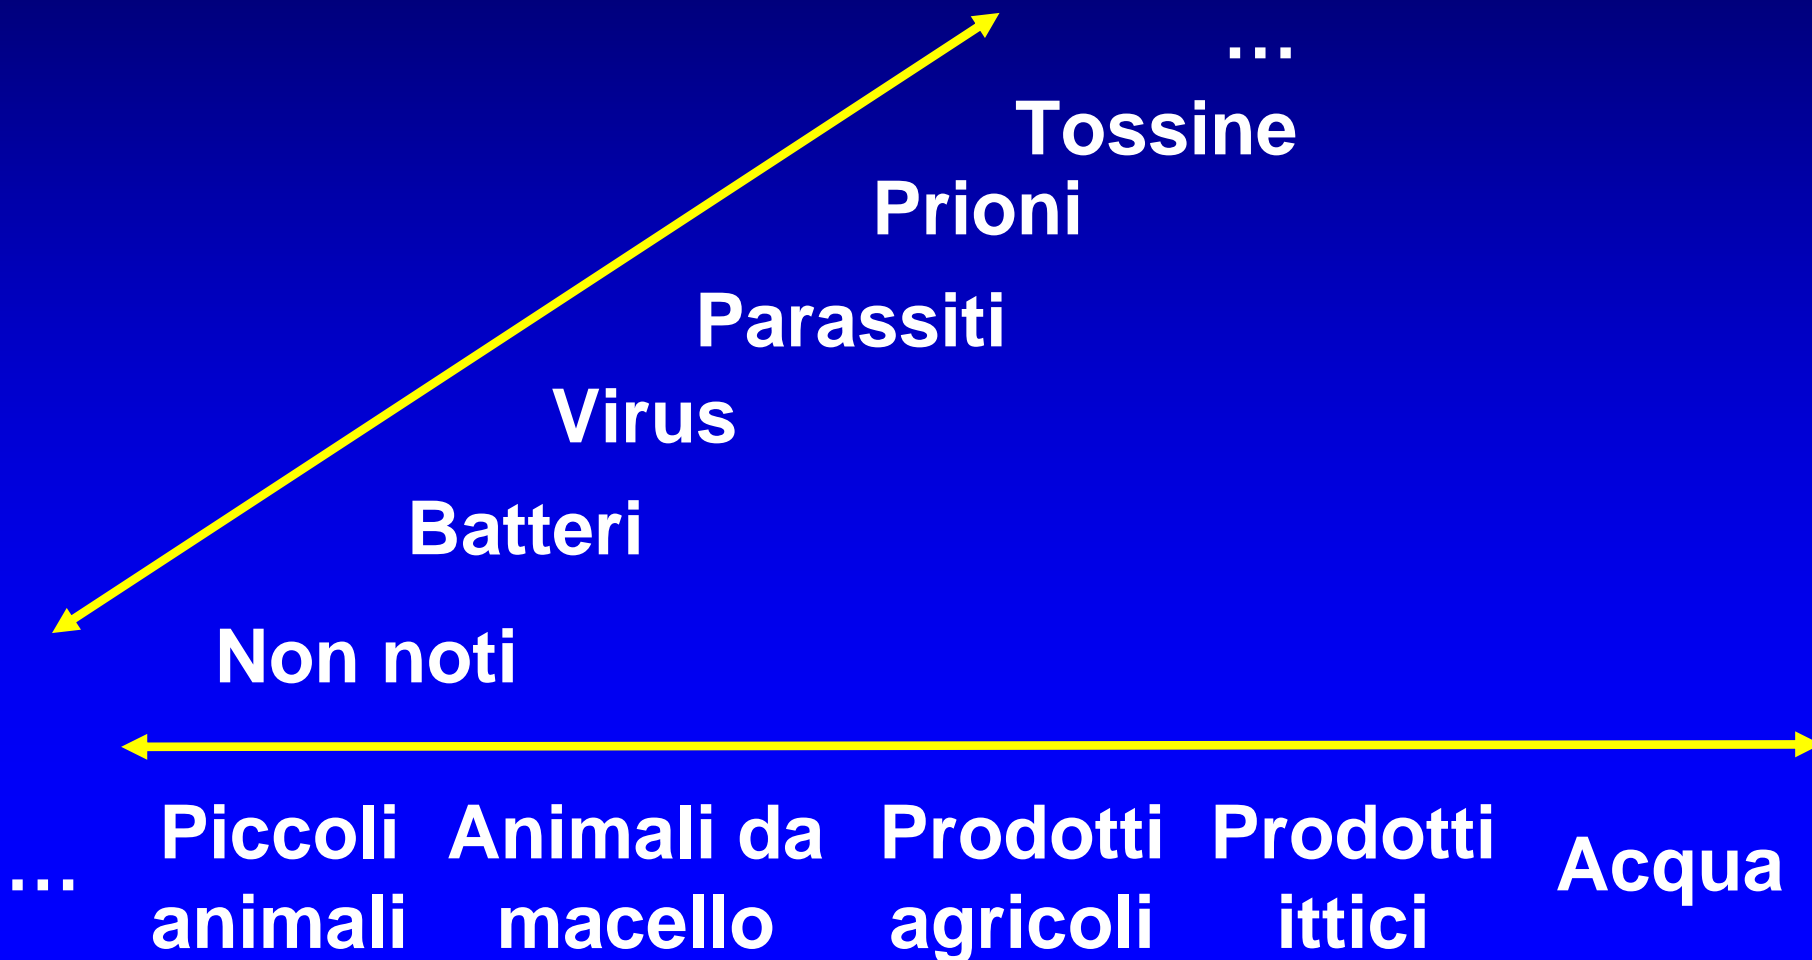 …
Tossine
Prioni
Parassiti
Virus
Batteri
Non noti
… Piccoli animali
Animali da macello
Prodotti agricoli
Prodotti ittici
Acqua